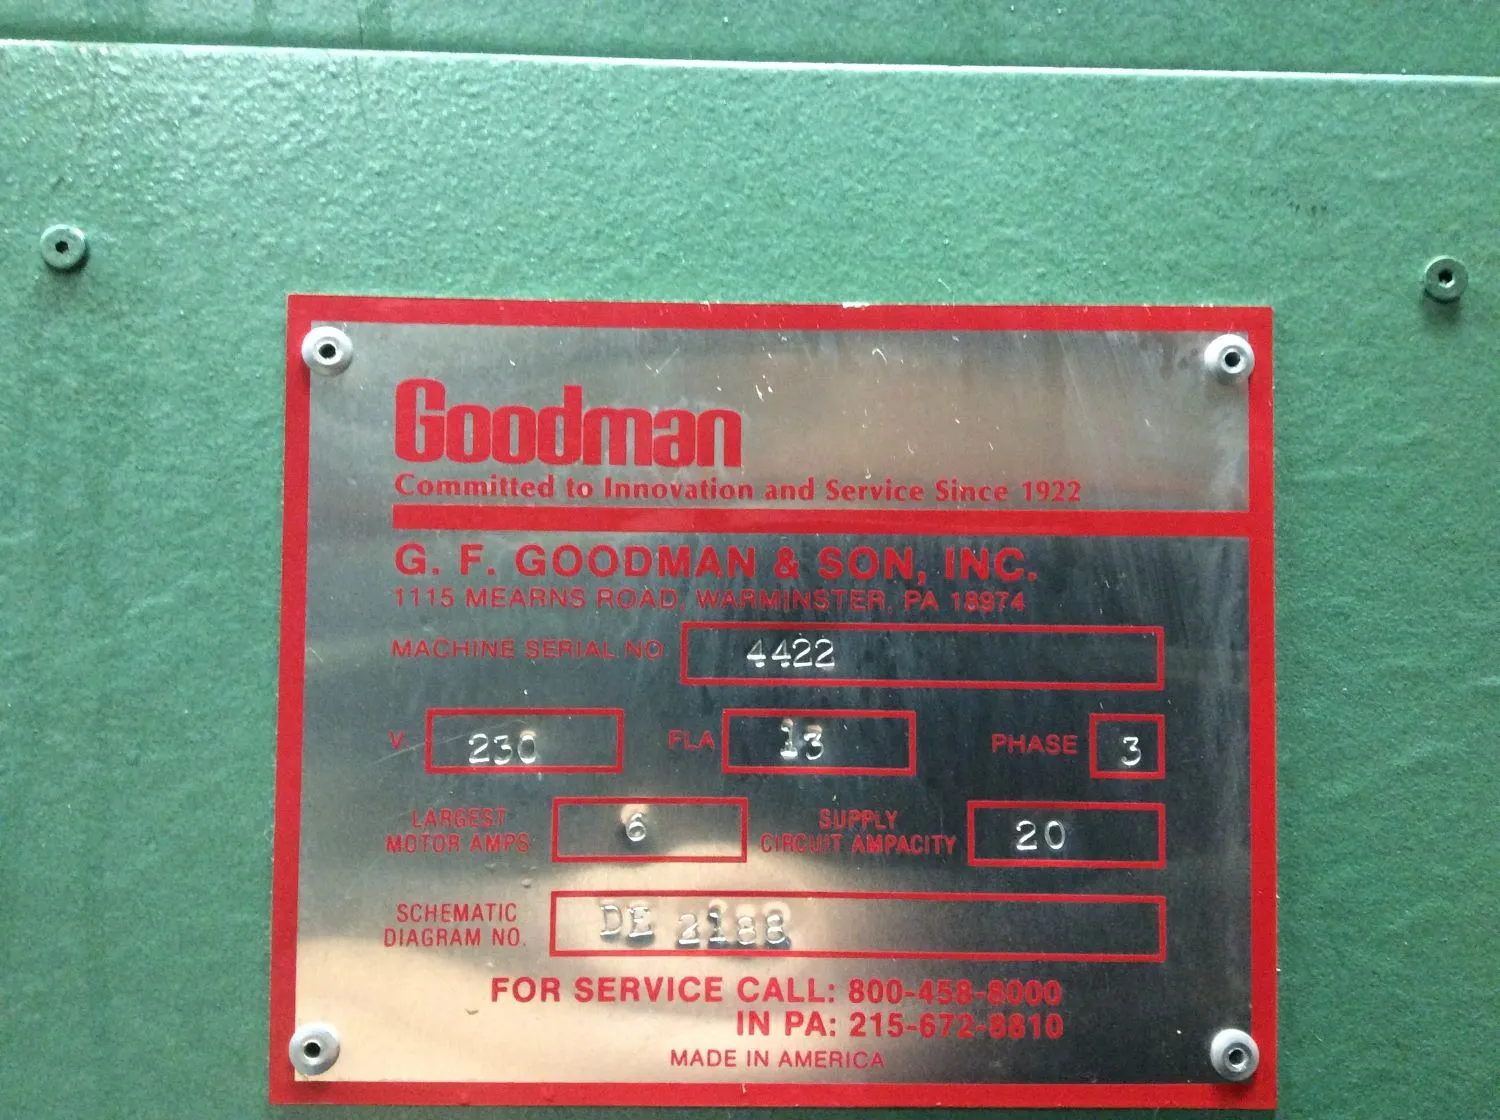 Goodman
Committed to Innovation and Service Since 1922
G. F. GOODMAN & SON, INC.
1115 MEARNS ROAD, WARMINSTER, PA 18974
MACHINE SERIAL NO 4422
V 230 FLA 13 PHASE 3
LARGEST
MOTOR AMPS 6
SUPPLY
CIRCUIT AMPACITY 20
SCHEMATIC
DIAGRAM NO. DE 2188
FOR SERVICE CALL: 800-458-8000
IN PA: 215-672-8810
MADE IN AMERICA